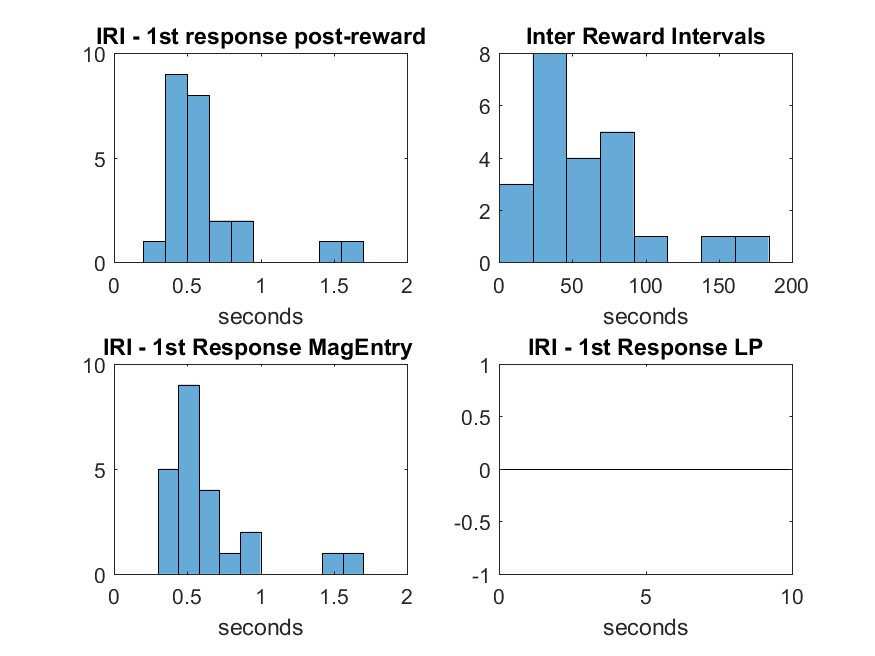 IRI - 1st response post-reward
10
5
0
0 0.5 1 1.5 2
seconds
Inter Reward Intervals
8
6
4
2
0
0 50 100 150 200
seconds
IRI - 1st Response MagEntry
10
5
0
0 0.5 1 1.5 2
seconds
IRI - 1st Response LP
1
0.5
0
-0.5
-1
0 5 10
seconds